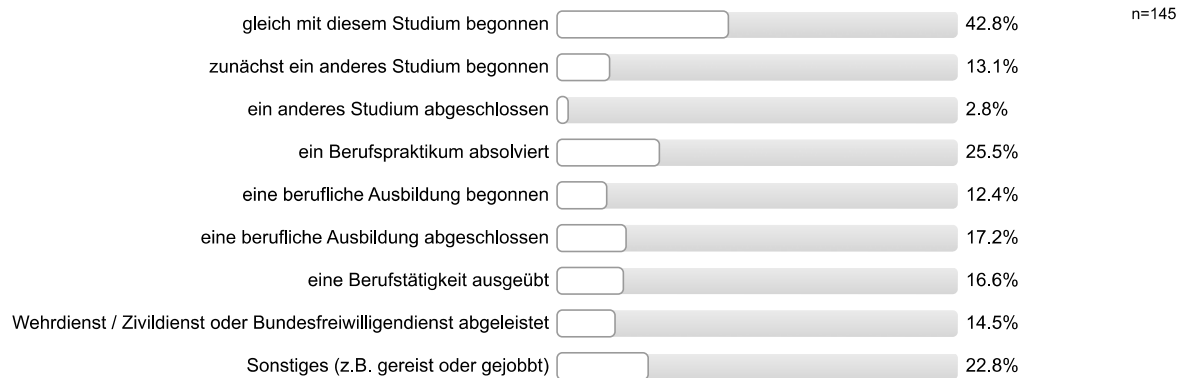 n=145
gleich mit diesem Studium begonnen 42.8%
zunächst ein anderes Studium begonnen 13.1%
ein anderes Studium abgeschlossen 2.8%
ein Berufspraktikum absolviert 25.5%
eine berufliche Ausbildung begonnen 12.4%
eine berufliche Ausbildung abgeschlossen 17.2%
eine Berufstätigkeit ausgeübt 16.6%
Wehrdienst / Zivildienst oder Bundesfreiwilligendienst abgeleistet 14.5%
Sonstiges (z.B. gereist oder gejobbt) 22.8%